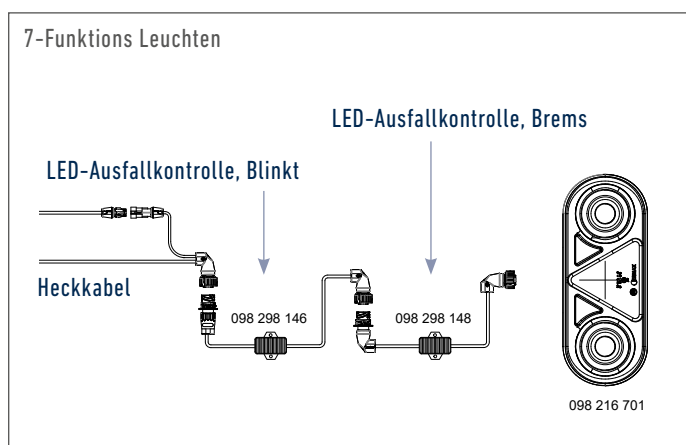 7-Funktions Leuchten
LED-Ausfallkontrolle, Brems
LED-Ausfallkontrolle, Blinkt
Heckkabel
098 298 146
098 298 148
098 216 701